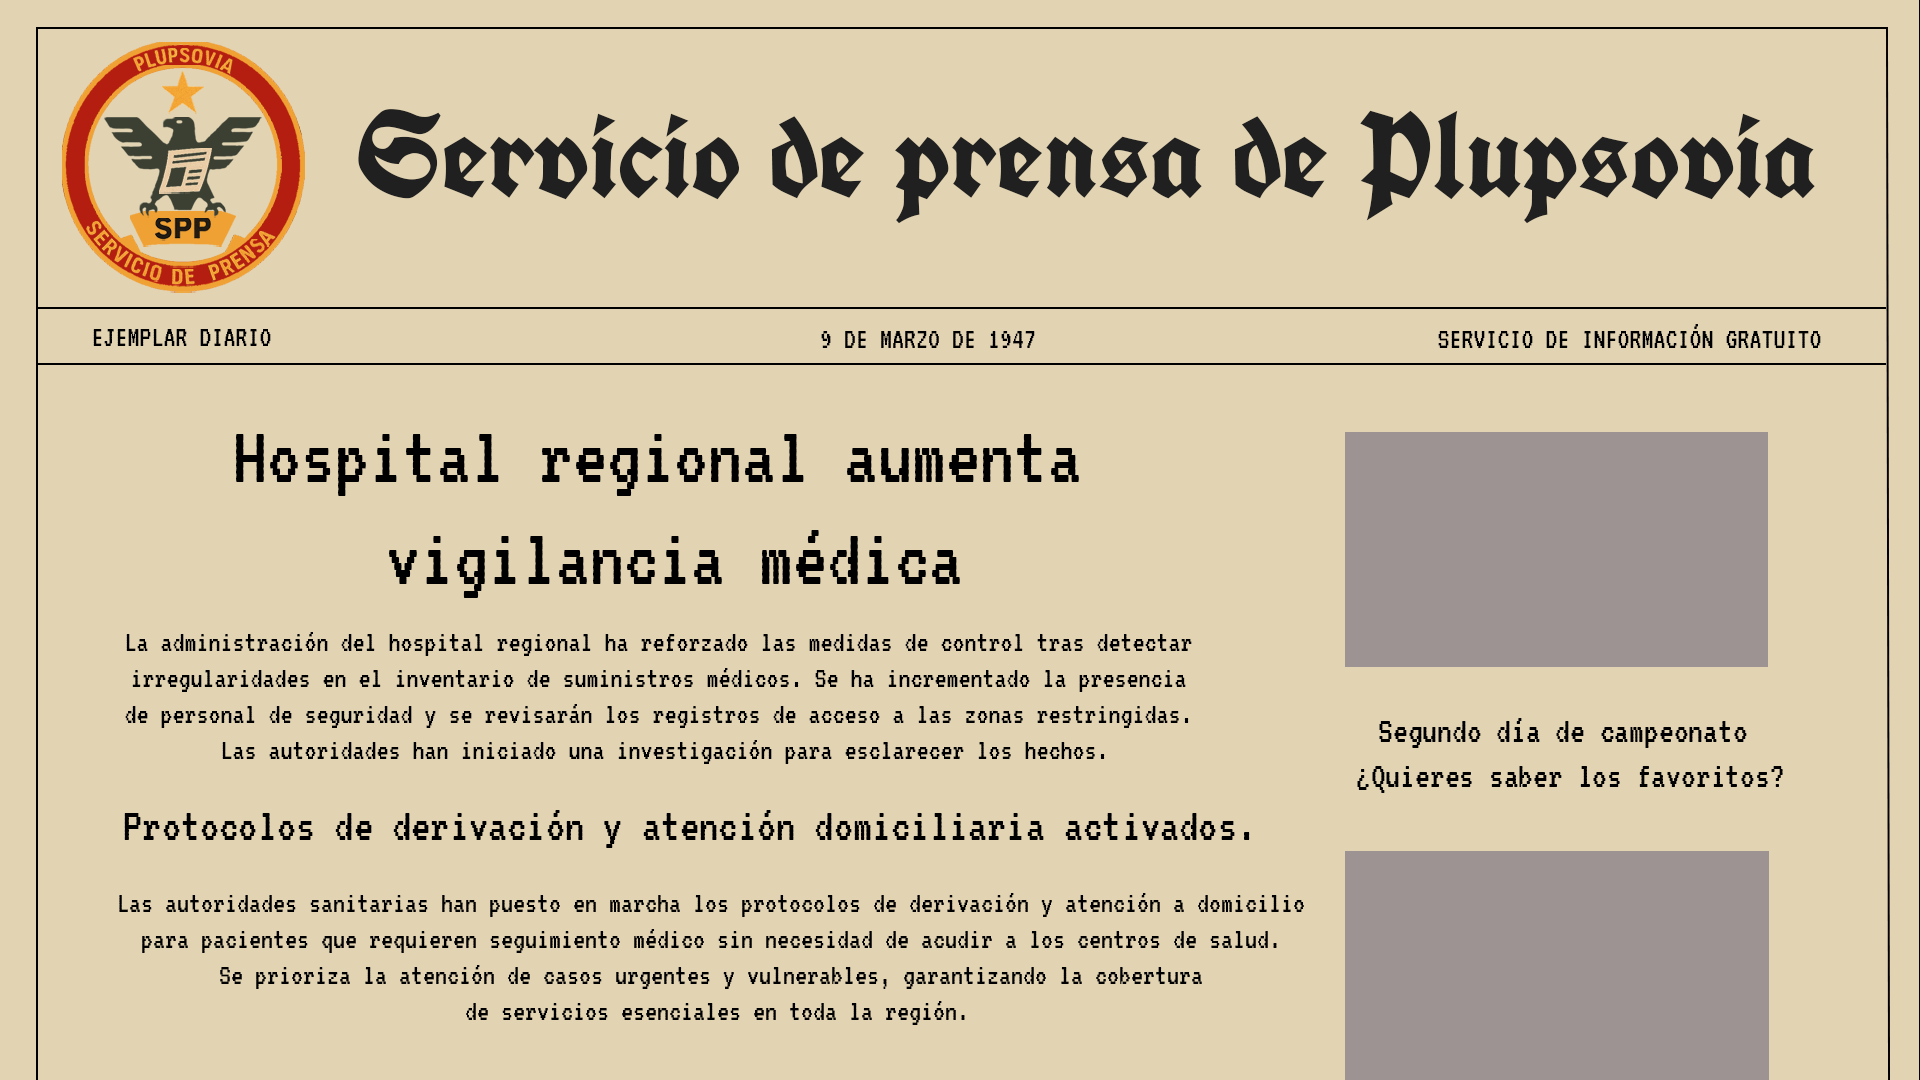 PLUPSOVIA
SPP
SERVICIO DE PRENSA
Servicio de prensa de Plupsovia
EJEMPLAR DIARIO
9 DE MARZO DE 1947
SERVICIO DE INFORMACIÓN GRATUITO
Hospital regional aumenta
vigilancia médica
La administración del hospital regional ha reforzado las medidas de control tras detectar
irregularidades en el inventario de suministros médicos. Se ha incrementado la presencia
de personal de seguridad y se revisarán los registros de acceso a las zonas restringidas.
Las autoridades han iniciado una investigación para esclarecer los hechos.
Protocolos de derivación y atención domiciliaria activados.
Las autoridades sanitarias han puesto en marcha los protocolos de derivación y atención a domicilio
para pacientes que requieren seguimiento médico sin necesidad de acudir a los centros de salud.
Se prioriza la atención de casos urgentes y vulnerables, garantizando la cobertura
de servicios esenciales en toda la región.
Segundo día de campeonato
¿Quieres saber los favoritos?